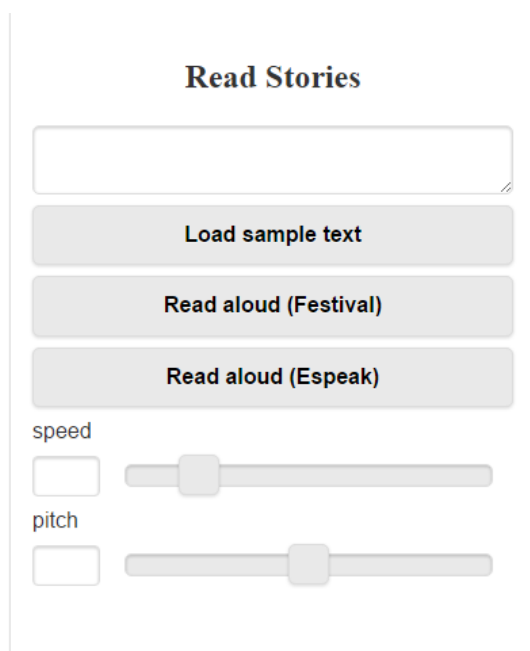 Read Stories
Load sample text
Read aloud (Festival)
Read aloud (Espeak)
speed
pitch